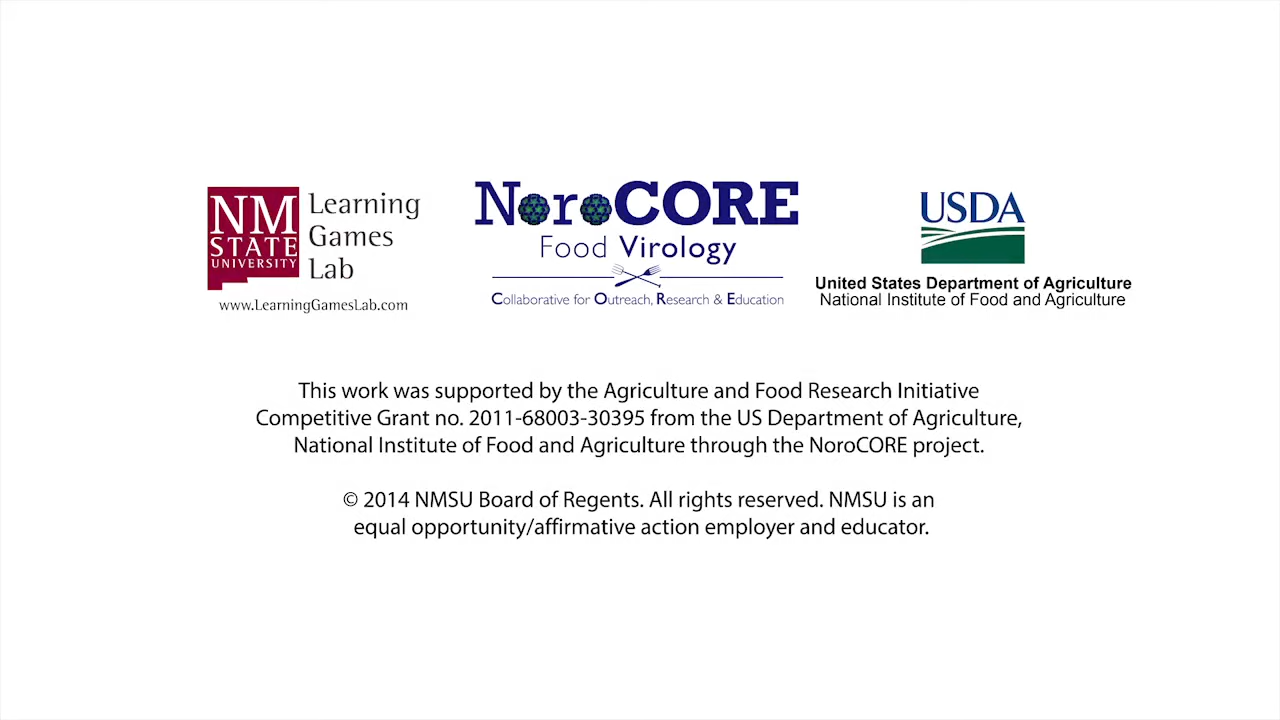 NM
STATE
UNIVERSITY
Learning
Games
Lab
www.LearningGamesLab.com
NoroCORE
Food Virology
Collaborative for Outreach, Research & Education
USDA
United States Department of Agriculture
National Institute of Food and Agriculture
This work was supported by the Agriculture and Food Research Initiative
Competitive Grant no. 2011-68003-30395 from the US Department of Agriculture,
National Institute of Food and Agriculture through the NoroCORE project.
© 2014 NMSU Board of Regents. All rights reserved. NMSU is an
equal opportunity/affirmative action employer and educator.